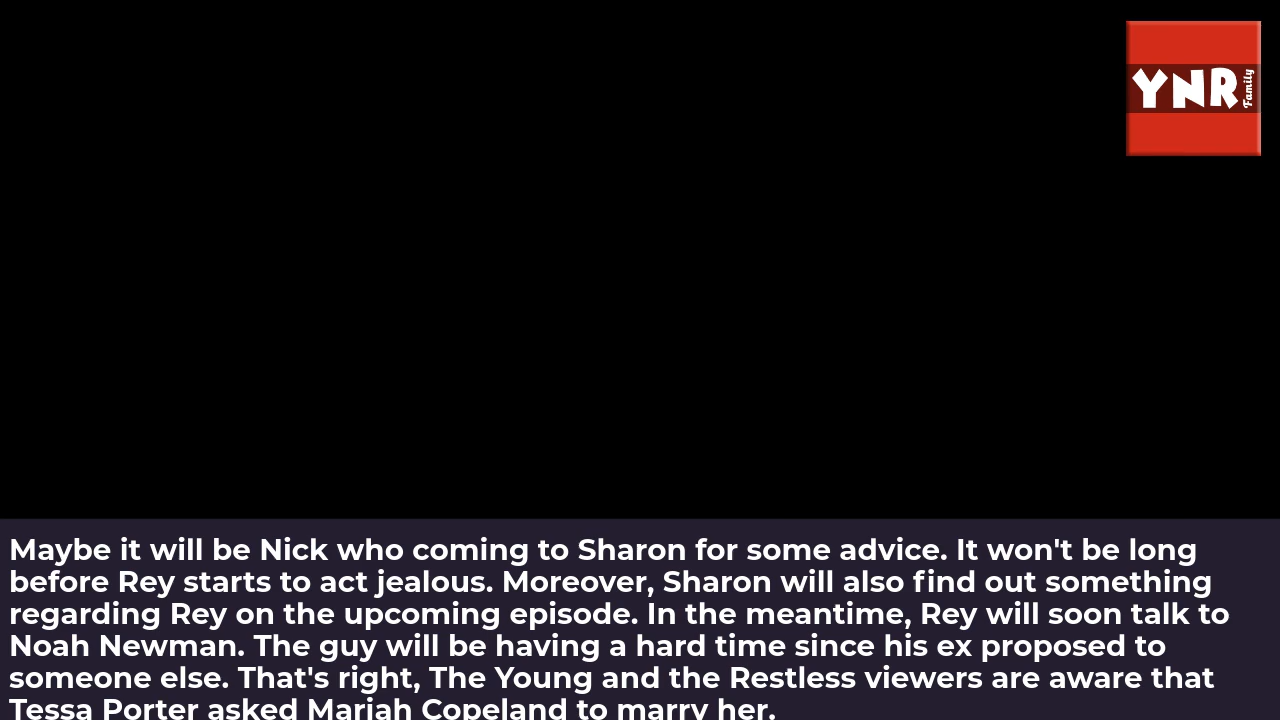 YNR Family
Maybe it will be Nick who coming to Sharon for some advice. It won't be long
before Rey starts to act jealous. Moreover, Sharon will also find out something
regarding Rey on the upcoming episode. In the meantime, Rey will soon talk to
Noah Newman. The guy will be having a hard time since his ex proposed to
someone else. That's right, The Young and the Restless viewers are aware that
Tessa Porter asked Mariah Copeland to marry her.